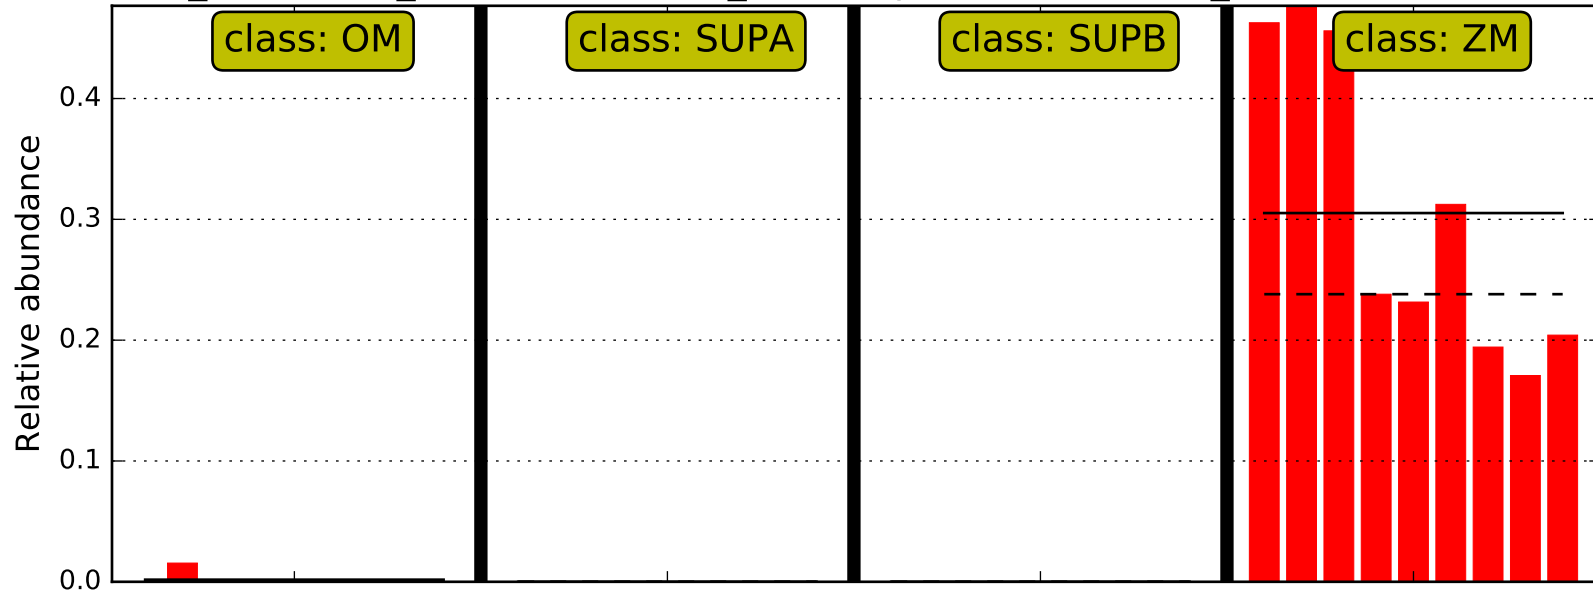 class: OM
class: SUPA
class: SUPB
class: ZM
Relative abundance
0.4
0.3
0.2
0.1
0.0